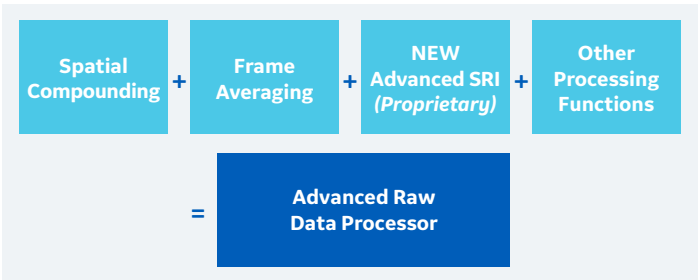 Spatial
Compounding
+
Frame
Averaging
+
NEW
Advanced SRI
(Proprietary)
+
Other
Processing
Functions
=
Advanced Raw
Data Processor